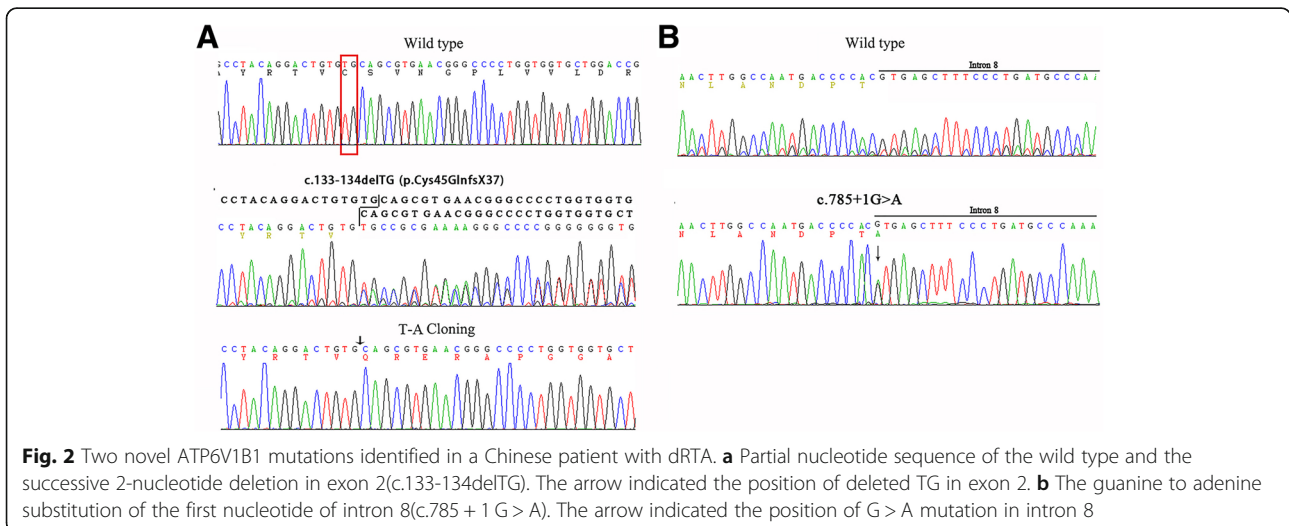 A
Wild type
GCCTACAGGACTGTGTGCAGCGTGAACGGGCCCCTGGTGGTGCTGGACCG
Y R T V C S V N G P L V V L D R
c.133-134delTG (p.Cys45GlnfsX37)
CCTACAGGACTGTGTGCAGCGTGAACGGGCCCCTGGTGGTG
CAGCGTGAACGGGCCCCTGGTGGTGCT
CCTACAGGACTGTGTGCCGCGAAAAGGGCCCCGGGGGGGTG
Y R T V
T-A Cloning
CCTACAGGACTGTGCAGCGTGAACGGGCCCCTGGTGGTGCT
Y R T V Q R E R A P G G A
B
Wild type
Intron 8
AACTTGGCCAATGACCCCACGTGAGCTTTCCCTGATGCCCAA
N L A N D P T
c.785+1G>A
Intron 8
AACTTGGCCAATGACCCCACGTGAGCTTTCCCTGATGCCCAAA
N L A N D P T A
Fig. 2 Two novel ATP6V1B1 mutations identified in a Chinese patient with dRTA. a Partial nucleotide sequence of the wild type and the
successive 2-nucleotide deletion in exon 2(c.133-134delTG). The arrow indicated the position of deleted TG in exon 2. b The guanine to adenine
substitution of the first nucleotide of intron 8(c.785 + 1 G > A). The arrow indicated the position of G > A mutation in intron 8